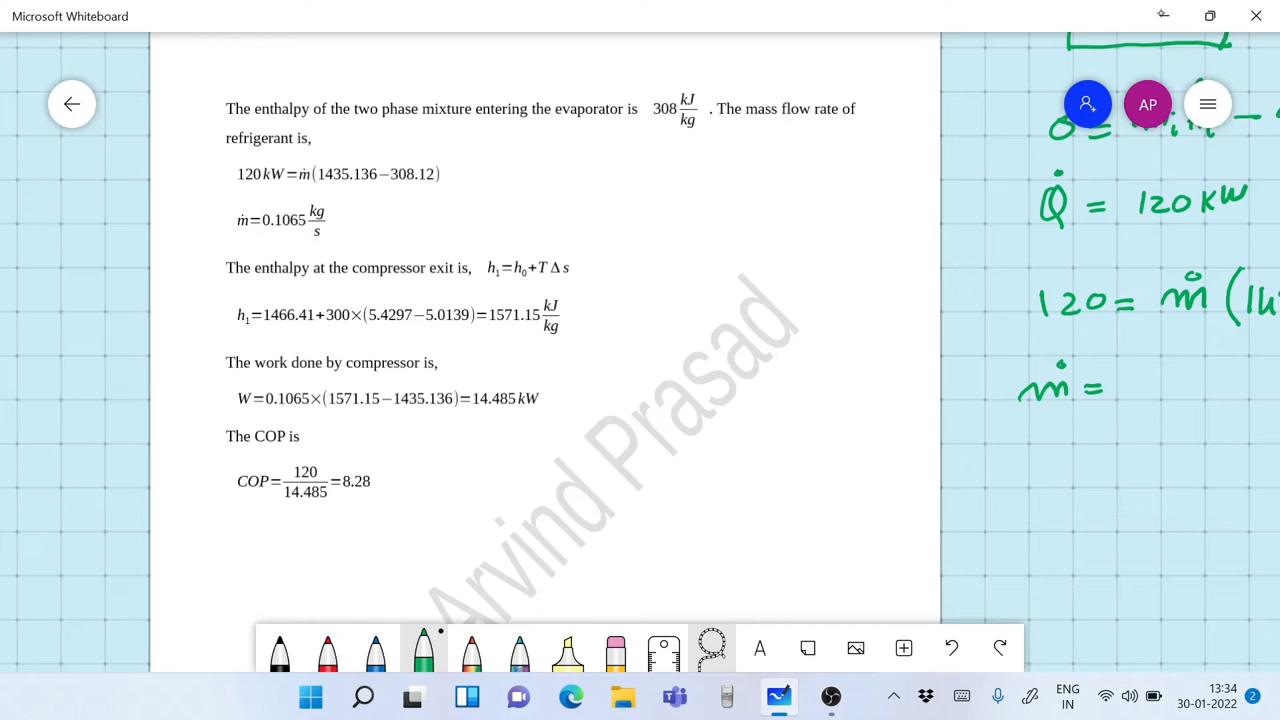 Microsoft Whiteboard
AP
The enthalpy of the two phase mixture entering the evaporator is 308 kJ/kg . The mass flow rate of
refrigerant is,
120 kW = ṁ(1435.136−308.12)
ṁ=0.1065 kg/s
The enthalpy at the compressor exit is, h₁=h₀+T Δ s
h₁=1466.41+300×(5.4297−5.0139)=1571.15 kJ/kg
The work done by compressor is,
W=0.1065×(1571.15−1435.136)=14.485 kW
The COP is
COP=120/14.485=8.28
Arvind Prasad
Q̇ = 120 kW
120 = ṁ (14
ṁ =
A
ENG
IN
13:34
30-01-2022
2